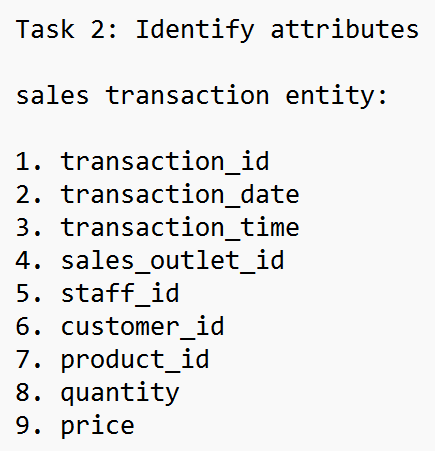 Task 2: Identify attributes
sales transaction entity:
1. transaction_id
2. transaction_date
3. transaction_time
4. sales_outlet_id
5. staff_id
6. customer_id
7. product_id
8. quantity
9. price